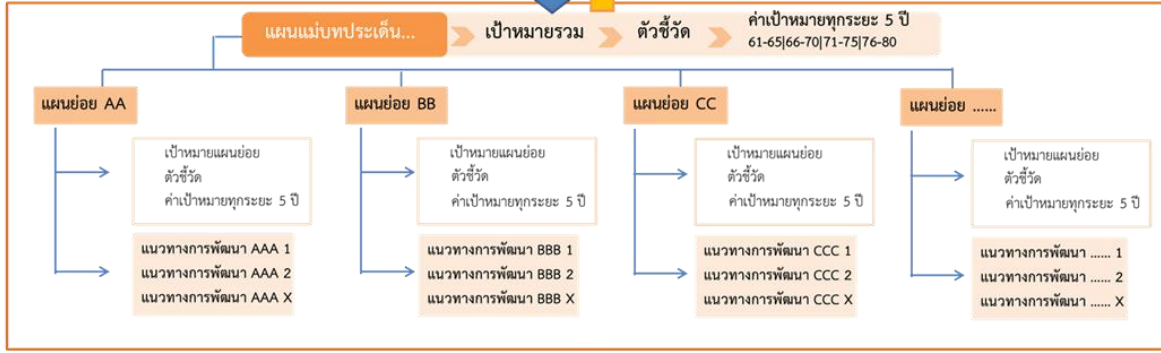 แผนแม่บทประเด็น...
เป้าหมายรวม
ตัวชี้วัด
ค่าเป้าหมายทุกระยะ 5 ปี
61-65|66-70|71-75|76-80
แผนย่อย AA
เป้าหมายแผนย่อย
ตัวชี้วัด
ค่าเป้าหมายทุกระยะ 5 ปี
แนวทางการพัฒนา AAA 1
แนวทางการพัฒนา AAA 2
แนวทางการพัฒนา AAA X
แผนย่อย BB
เป้าหมายแผนย่อย
ตัวชี้วัด
ค่าเป้าหมายทุกระยะ 5 ปี
แนวทางการพัฒนา BBB 1
แนวทางการพัฒนา BBB 2
แนวทางการพัฒนา BBB X
แผนย่อย CC
เป้าหมายแผนย่อย
ตัวชี้วัด
ค่าเป้าหมายทุกระยะ 5 ปี
แนวทางการพัฒนา CCC 1
แนวทางการพัฒนา CCC 2
แนวทางการพัฒนา CCC X
แผนย่อย ......
เป้าหมายแผนย่อย
ตัวชี้วัด
ค่าเป้าหมายทุกระยะ 5 ปี
แนวทางการพัฒนา ...... 1
แนวทางการพัฒนา ...... 2
แนวทางการพัฒนา ...... X